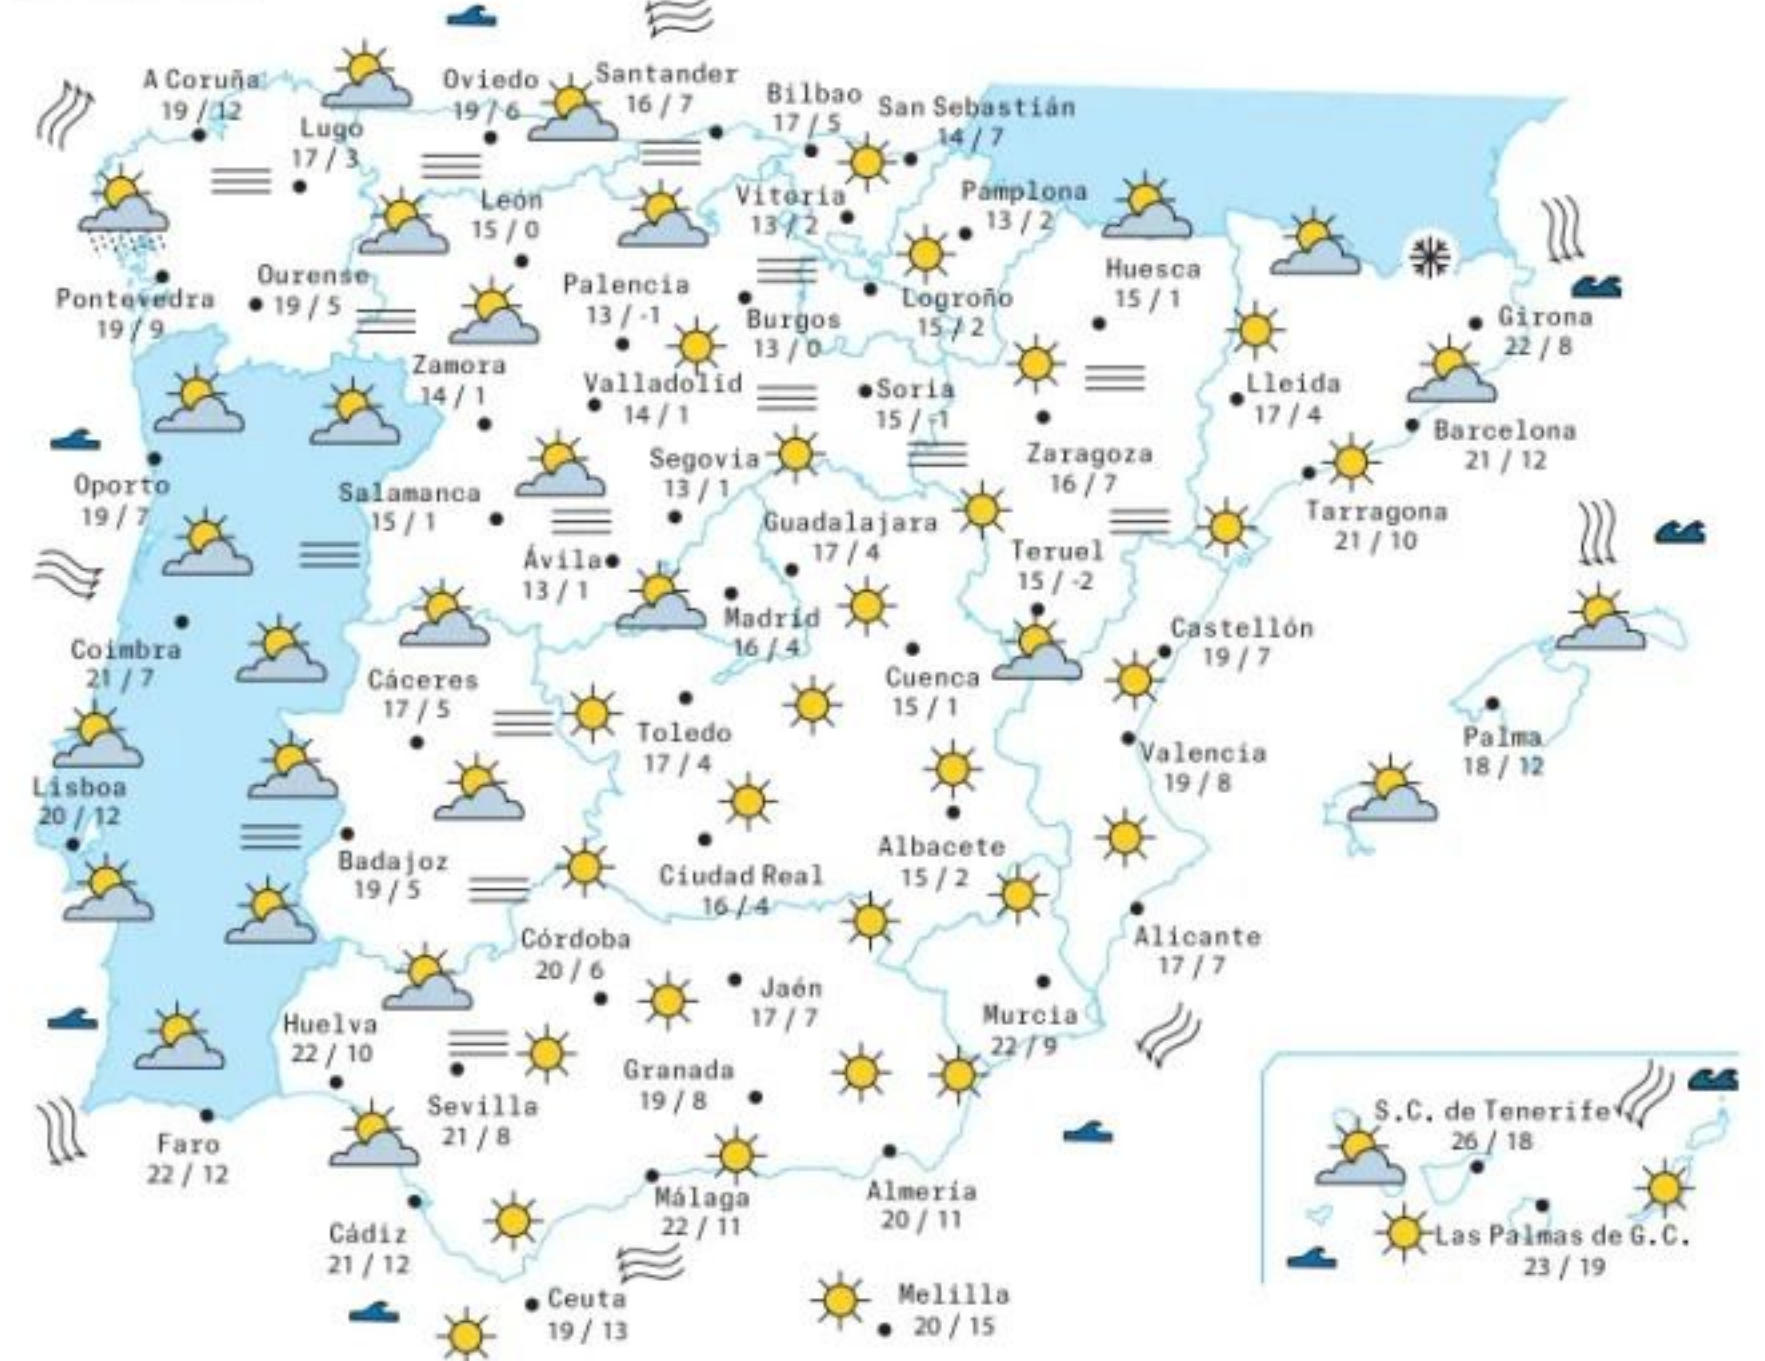 A Coruña
19 / 12
Oviedo
19 / 6
Santander
16 / 7
Bilbao
17 / 5
San Sebastián
14 / 7
Lugo
17 / 3
León
15 / 0
Vitoria
13 / 2
Pamplona
13 / 2
Pontevedra
19 / 9
Ourense
19 / 5
Palencia
13 / -1
Burgos
13 / 0
Logroño
15 / 2
Huesca
15 / 1
Girona
22 / 8
Zamora
14 / 1
Valladolid
14 / 1
Soria
15 / -1
Lleida
17 / 4
Barcelona
21 / 12
Oporto
19 / 7
Salamanca
15 / 1
Segovia
13 / 1
Zaragoza
16 / 7
Tarragona
21 / 10
Ávila
13 / 1
Guadalajara
17 / 4
Teruel
15 / -2
Coimbra
21 / 7
Madrid
16 / 4
Castellón
19 / 7
Cáceres
17 / 5
Cuenca
15 / 1
Toledo
17 / 4
Valencia
19 / 8
Palma
18 / 12
Lisboa
20 / 12
Badajoz
19 / 5
Ciudad Real
16 / 4
Albacete
15 / 2
Córdoba
20 / 6
Alicante
17 / 7
Jaén
17 / 7
Huelva
22 / 10
Murcia
22 / 9
Granada
19 / 8
Sevilla
21 / 8
Faro
22 / 12
S.C. de Tenerife
26 / 18
Málaga
22 / 11
Almería
20 / 11
Cádiz
21 / 12
Las Palmas de G.C.
23 / 19
Ceuta
19 / 13
Melilla
20 / 15